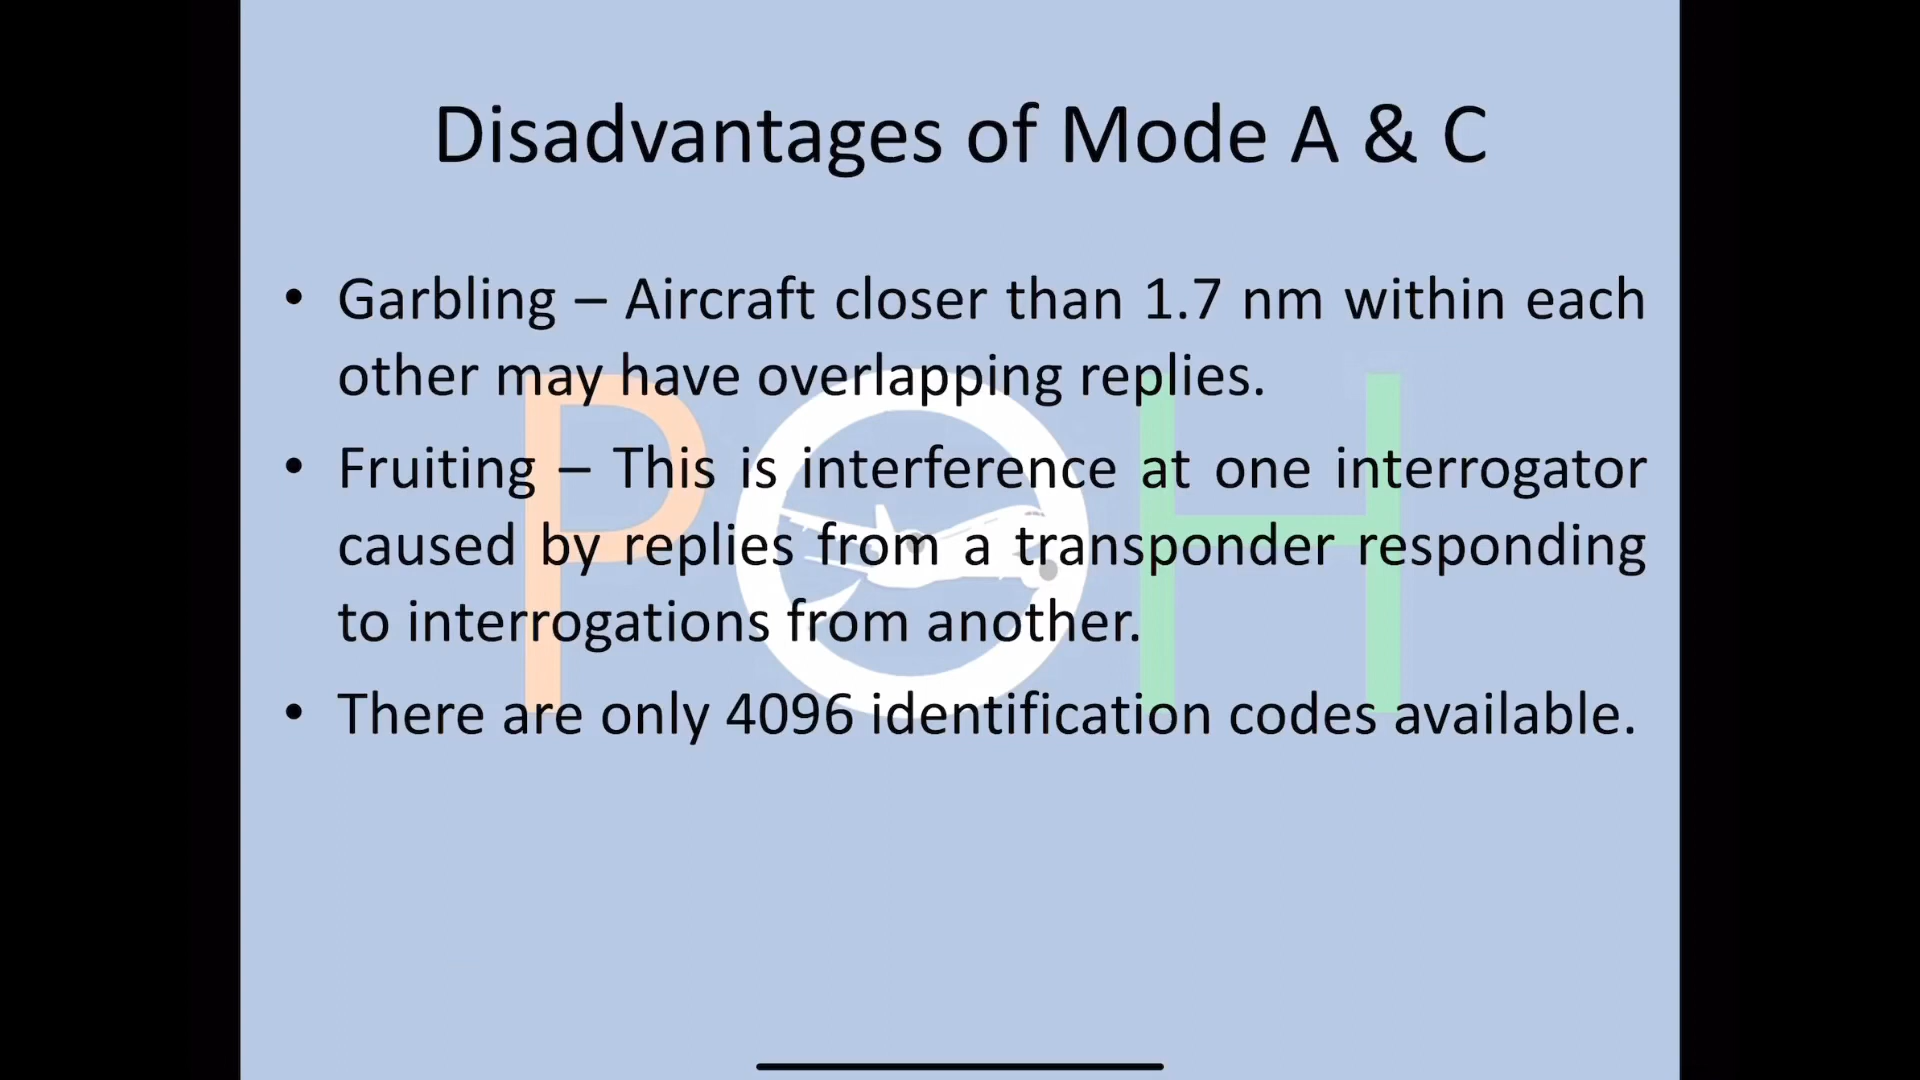 Disadvantages of Mode A & C
• Garbling – Aircraft closer than 1.7 nm within each
other may have overlapping replies.
• Fruiting – This is interference at one interrogator
caused by replies from a transponder responding
to interrogations from another.
• There are only 4096 identification codes available.
POH